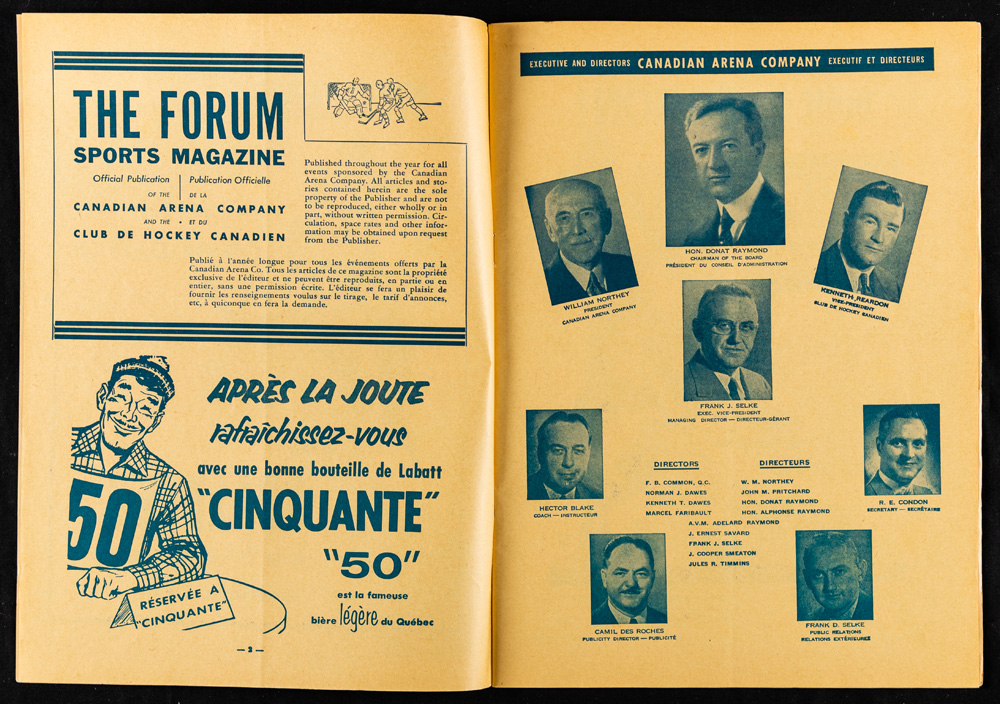 THE FORUM
SPORTS MAGAZINE
Official Publication
OF THE
Publication Officielle
DE LA
CANADIAN ARENA COMPANY
AND THE • ET DU
CLUB DE HOCKEY CANADIEN
Published throughout the year for all
events sponsored by the Canadian
Arena Company. All articles and sto-
ries contained herein are the sole
property of the Publisher and are not
to be reproduced, either wholly or in
part, without written permission. Cir-
culation, space rates and other infor-
mation may be obtained upon request
from the Publisher.
Publié à l'année longue pour tous les événements offerts par la
Canadian Arena Co. Tous les articles de ce magazine sont la propriété
exclusive de l'éditeur et ne peuvent être reproduits, en partie ou en
entier, sans une permission écrite. L'éditeur se fera un plaisir de
fournir les renseignements voulus sur le tirage, le tarif d'annonces,
etc, à quiconque en fera la demande.
APRÈS LA JOUTE
rafraîchissez-vous
avec une bonne bouteille de Labatt
"CINQUANTE"
"50"
est la fameuse
bière légère du Québec
50
RÉSERVÉE A
"CINQUANTE"
— 2 —
EXECUTIVE AND DIRECTORS CANADIAN ARENA COMPANY EXECUTIF ET DIRECTEURS
HON. DONAT RAYMOND
CHAIRMAN OF THE BOARD
PRÉSIDENT DU CONSEIL D'ADMINISTRATION
WILLIAM NORTHEY
PRESIDENT
CANADIAN ARENA COMPANY
KENNETH REARDON
VICE-PRESIDENT
CLUB DE HOCKEY CANADIEN
FRANK J. SELKE
EXEC. VICE-PRESIDENT
MANAGING DIRECTOR — DIRECTEUR-GÉRANT
HECTOR BLAKE
COACH — INSTRUCTEUR
R. E. CONDON
SECRETARY — SECRÉTAIRE
DIRECTORS
DIRECTEURS
F. B. COMMON, Q.C.
NORMAN J. DAWES
KENNETH T. DAWES
MARCEL FARIBAULT
W. M. NORTHEY
JOHN M. PRITCHARD
HON. DONAT RAYMOND
HON. ALPHONSE RAYMOND
A.V.M. ADELARD RAYMOND
J. ERNEST SAVARD
FRANK J. SELKE
J. COOPER SMEATON
JULES R. TIMMINS
CAMIL DES ROCHES
PUBLICITY DIRECTOR — PUBLICITÉ
FRANK D. SELKE
PUBLIC RELATIONS
RELATIONS EXTÉRIEURES